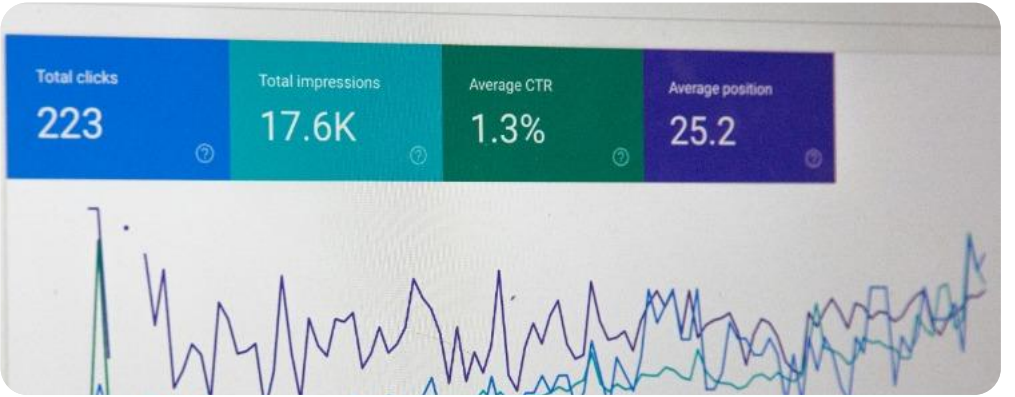 Total clicks
223
Total impressions
17.6K
Average CTR
1.3%
Average position
25.2